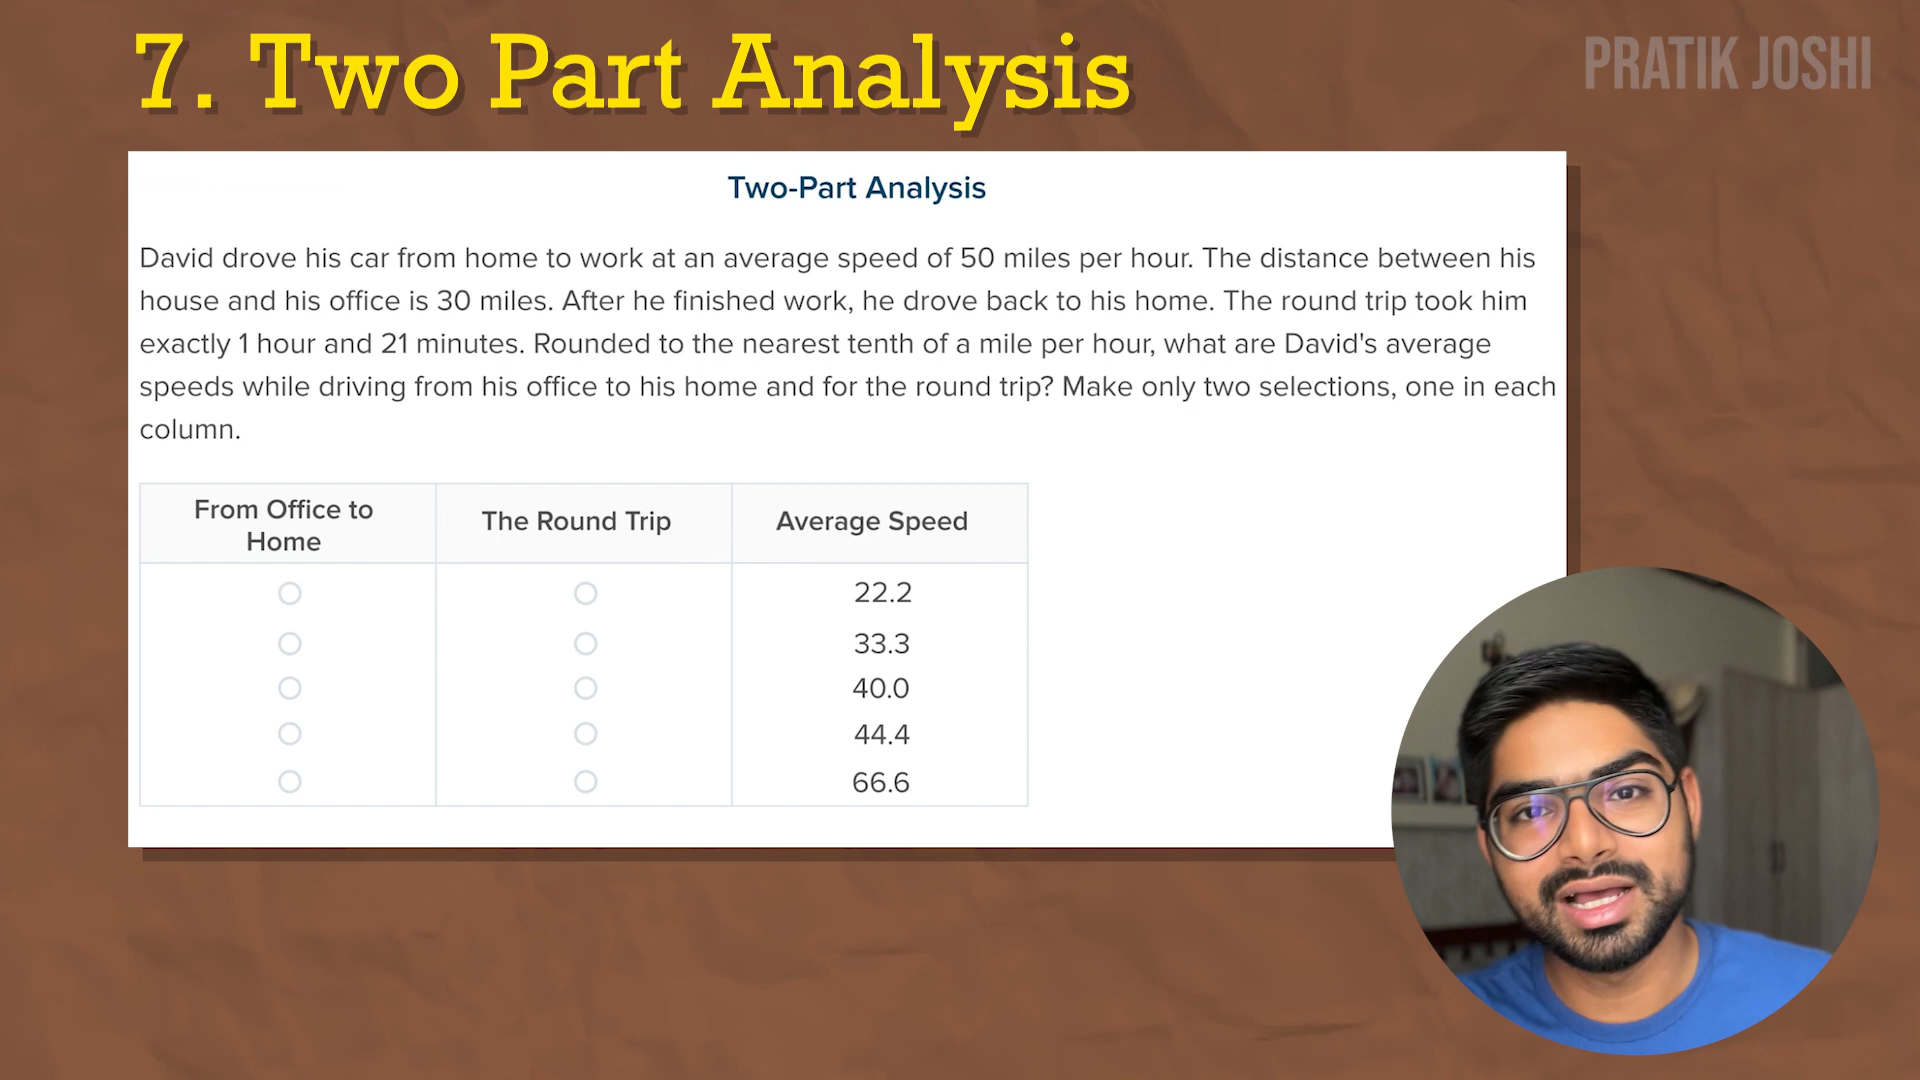 7. Two Part Analysis
PRATIK JOSHI
Two-Part Analysis
David drove his car from home to work at an average speed of 50 miles per hour. The distance between his
house and his office is 30 miles. After he finished work, he drove back to his home. The round trip took him
exactly 1 hour and 21 minutes. Rounded to the nearest tenth of a mile per hour, what are David's average
speeds while driving from his office to his home and for the round trip? Make only two selections, one in each
column.
From Office to
Home
The Round Trip
Average Speed
22.2
33.3
40.0
44.4
66.6